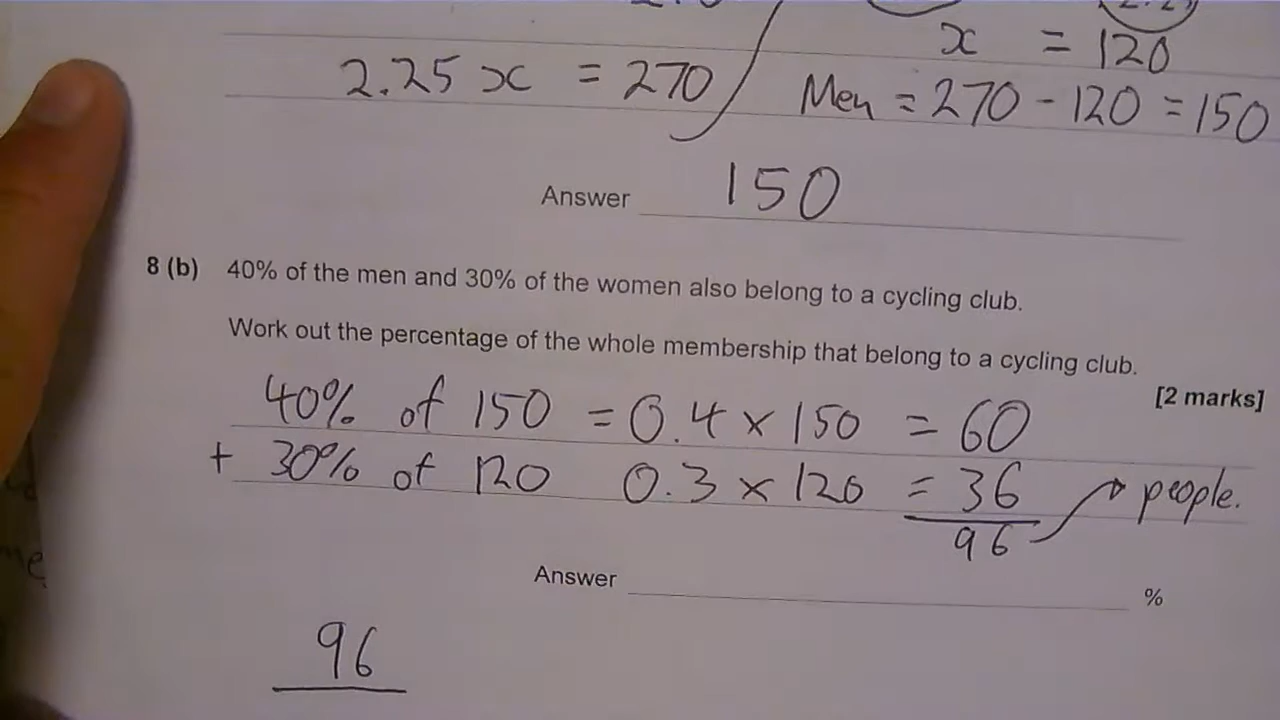 x = 120
2.25 x = 270
Men = 270 - 120 = 150
Answer 150
8 (b) 40% of the men and 30% of the women also belong to a cycling club.
Work out the percentage of the whole membership that belong to a cycling club.
[2 marks]
40% of 150 = 0.4 × 150 = 60
+ 30% of 120 0.3 × 120 = 36 → people.
96
Answer %
96